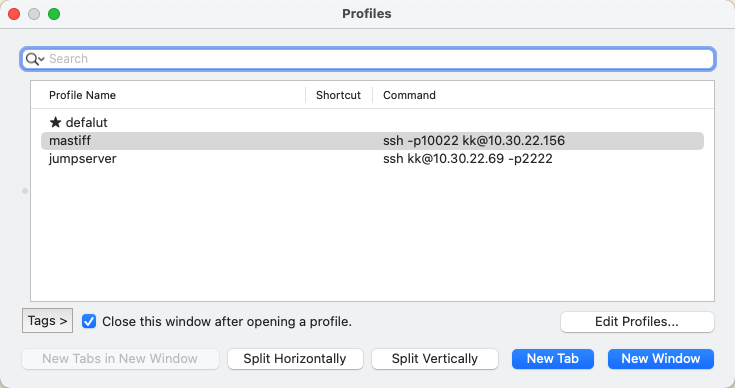 Profiles
Search
Profile Name Shortcut Command
★ defalut
mastiff ssh -p10022 kk@10.30.22.156
jumpserver ssh kk@10.30.22.69 -p2222
Tags > Close this window after opening a profile. Edit Profiles...
New Tabs in New Window Split Horizontally Split Vertically New Tab New Window